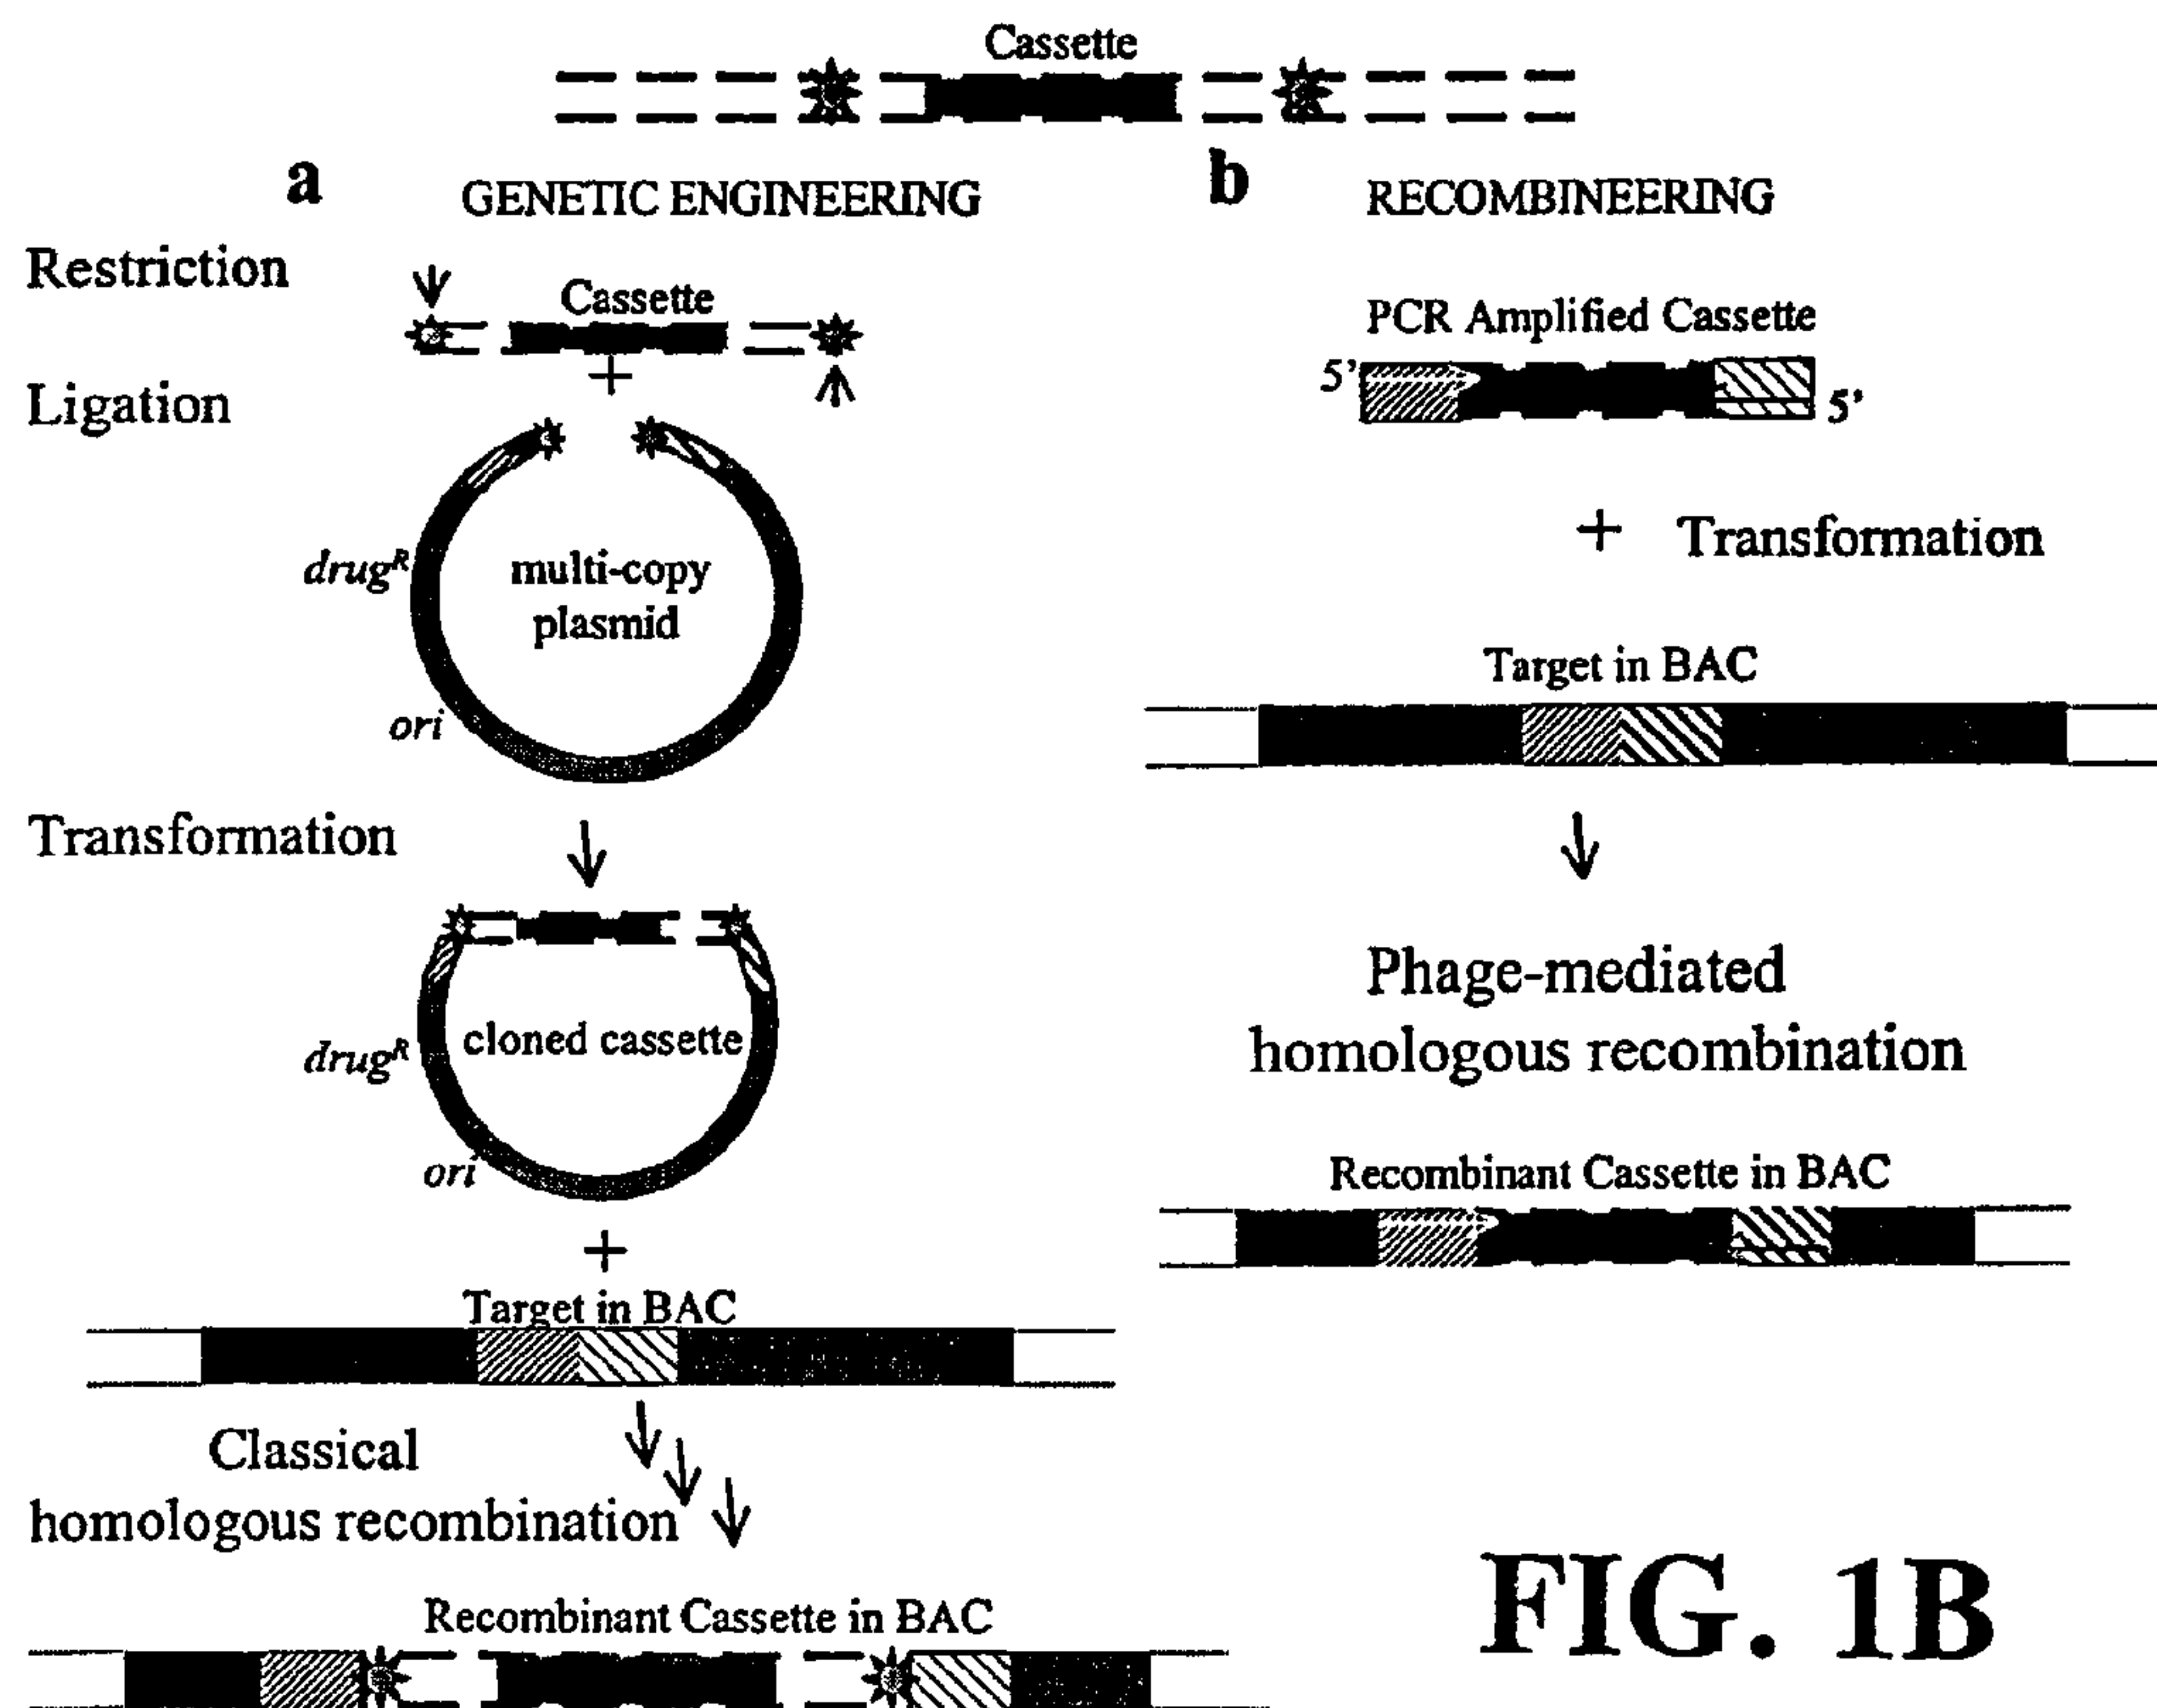 Cassette
a
GENETIC ENGINEERING
Restriction
Cassette
+
Ligation
drugR
multi-copy
plasmid
ori
Transformation
cloned cassette
drugR
ori
+
Target in BAC
Classical
homologous recombination
Recombinant Cassette in BAC
b
RECOMBINEERING
PCR Amplified Cassette
5'
5'
+ Transformation
Target in BAC
Phage-mediated
homologous recombination
Recombinant Cassette in BAC
FIG. 1B